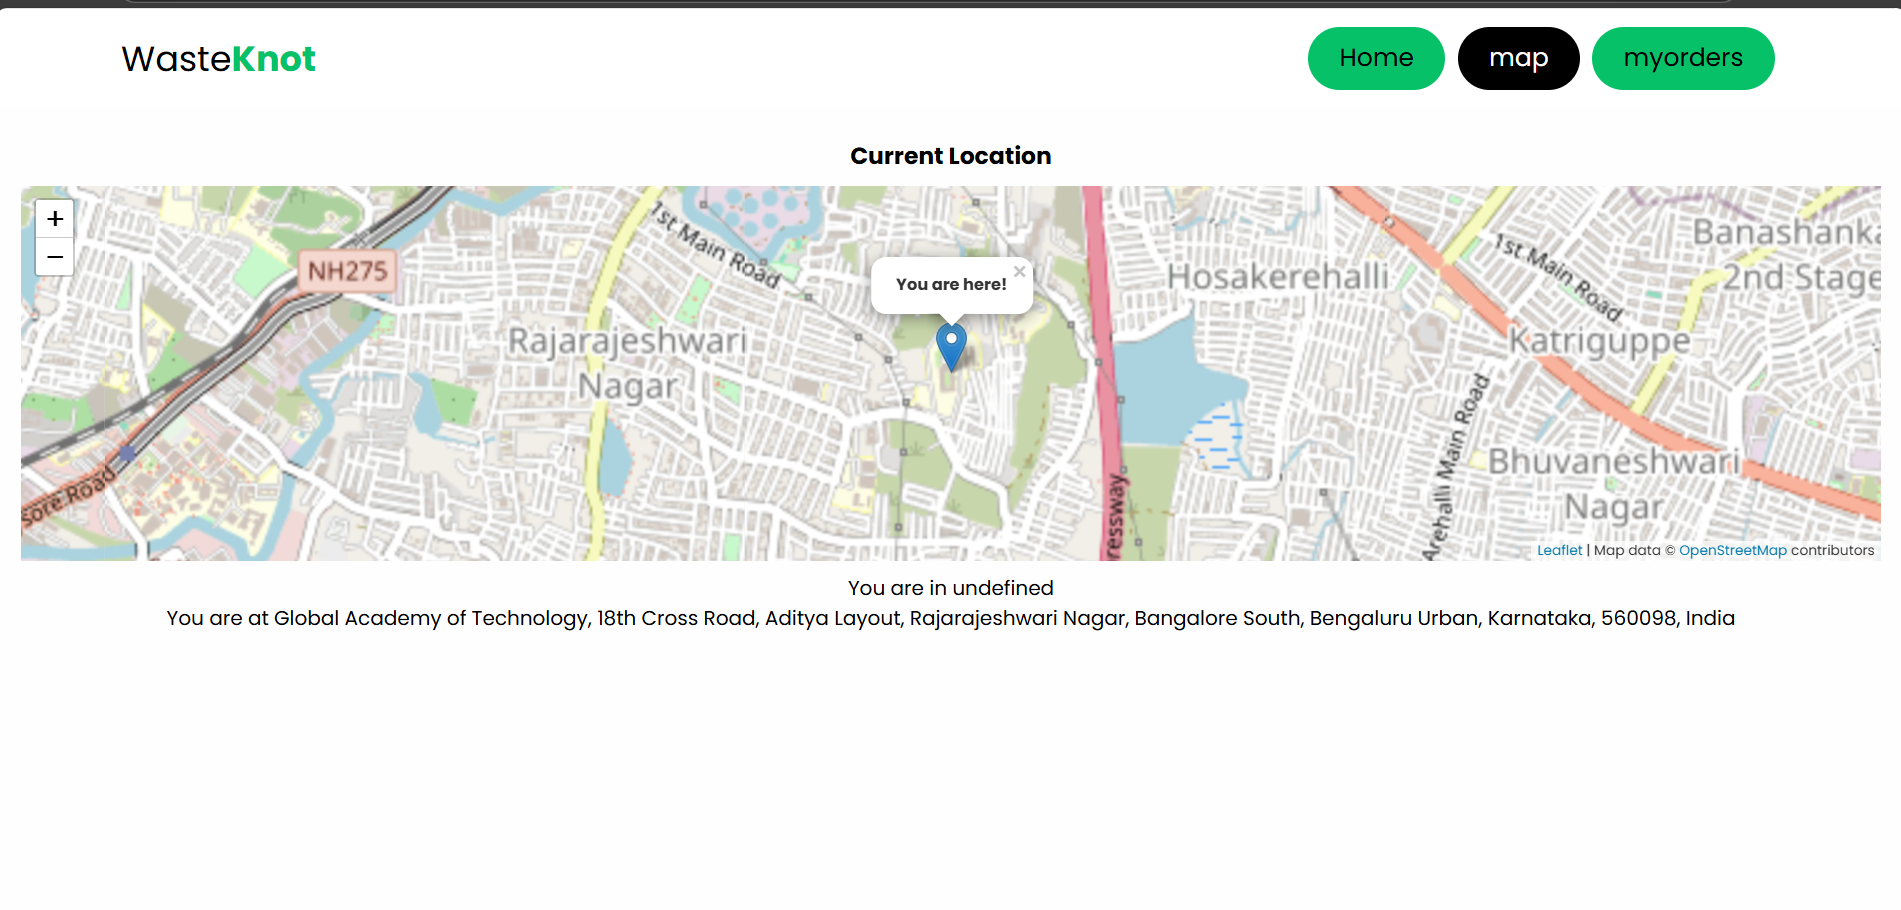 WasteKnot
Home
map
myorders
Current Location
+
−
NH275
1st Main Road
You are here!
×
Rajarajeshwari
Nagar
Hosakerehalli
1st Main Road
Banashanka
2nd Stage
Katriguppe
Arehalli Main Road
Bhuvaneshwari
Nagar
sore Road
ressway
Leaflet | Map data © OpenStreetMap contributors
You are in undefined
You are at Global Academy of Technology, 18th Cross Road, Aditya Layout, Rajarajeshwari Nagar, Bangalore South, Bengaluru Urban, Karnataka, 560098, India